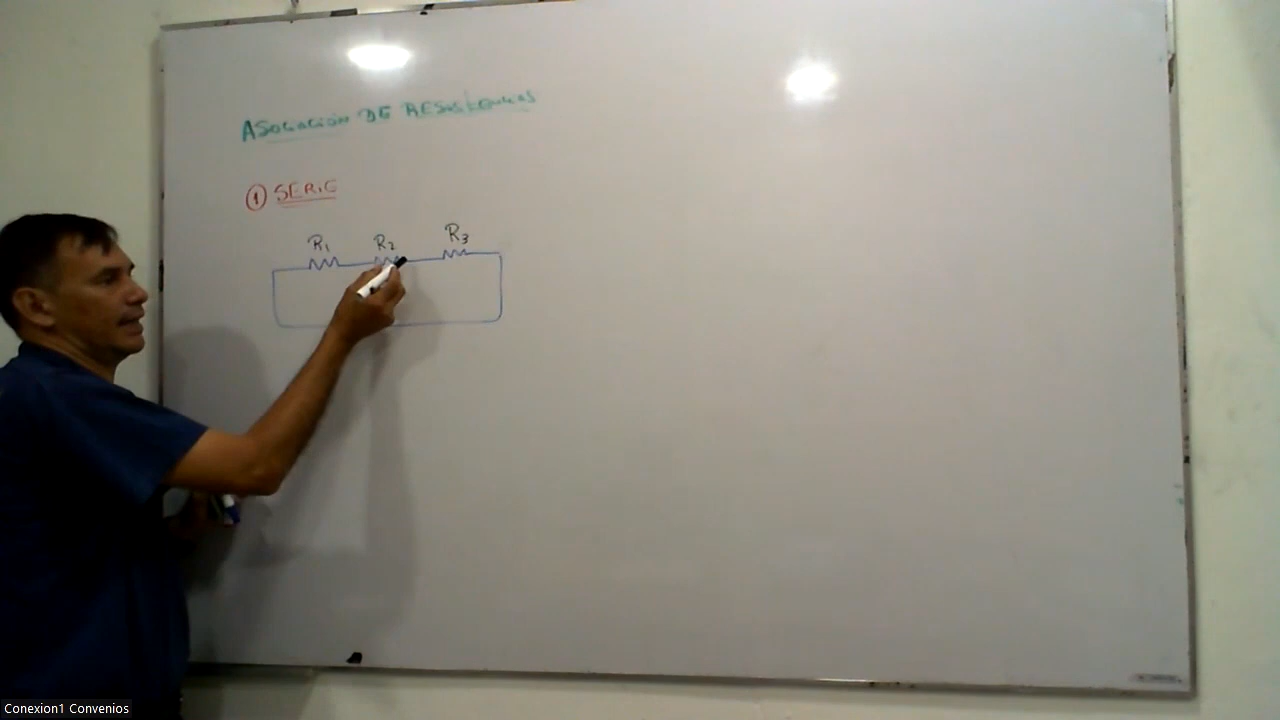 ASOCIACIÓN DE RESISTENCIAS
① SERIE
R1 R2 R3
Conexion1 Convenios